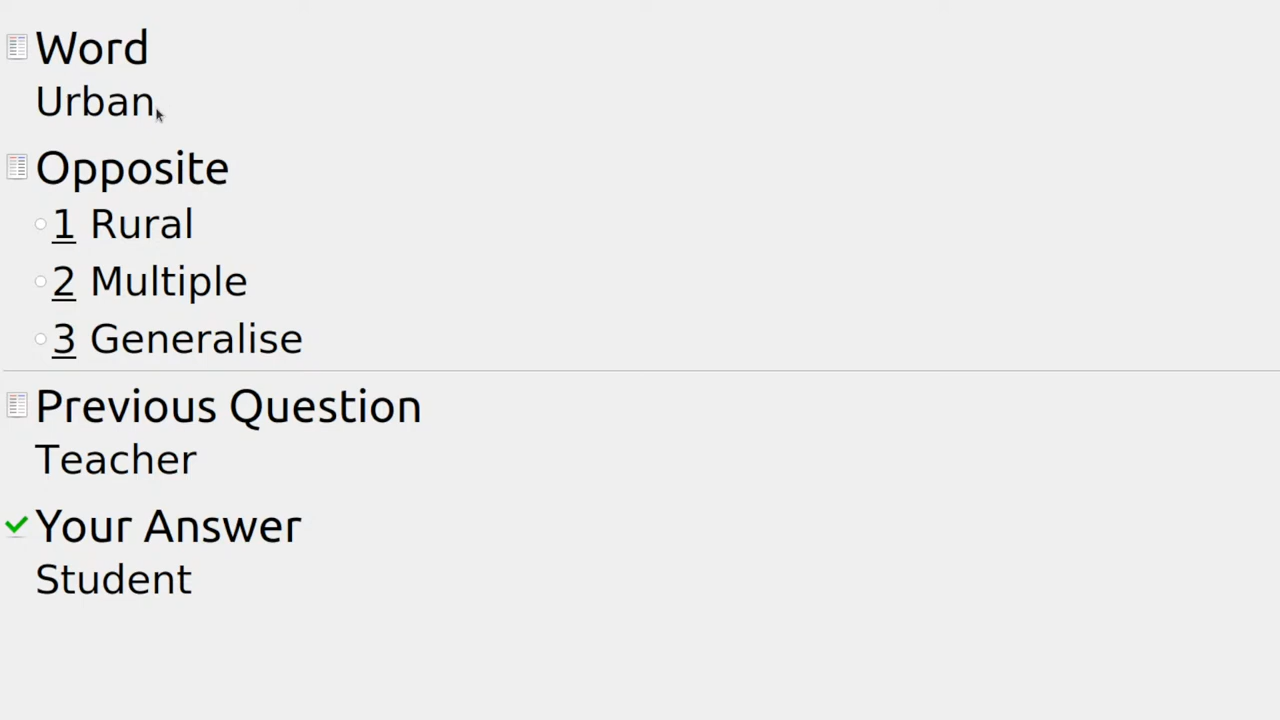 Word
Urban
Opposite
1 Rural
2 Multiple
3 Generalise
Previous Question
Teacher
Your Answer
Student